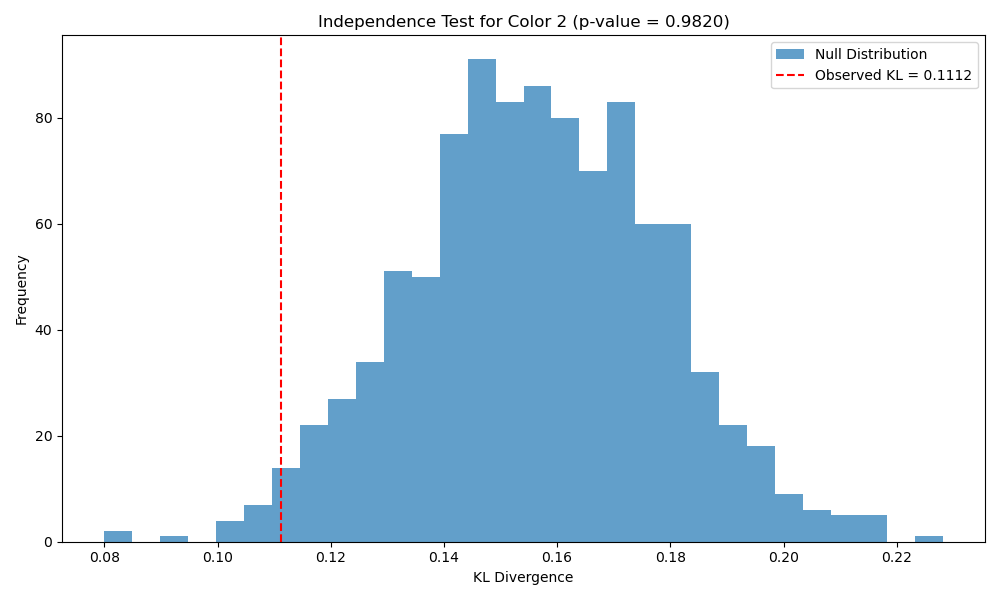 Independence Test for Color 2 (p-value = 0.9820)
Null Distribution
Observed KL = 0.1112
Frequency
80
60
40
20
0
0.08 0.10 0.12 0.14 0.16 0.18 0.20 0.22
KL Divergence